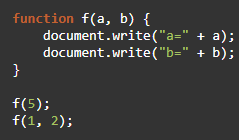 function f(a, b) {
    document.write("a=" + a);
    document.write("b=" + b);
}

f(5);
f(1, 2);